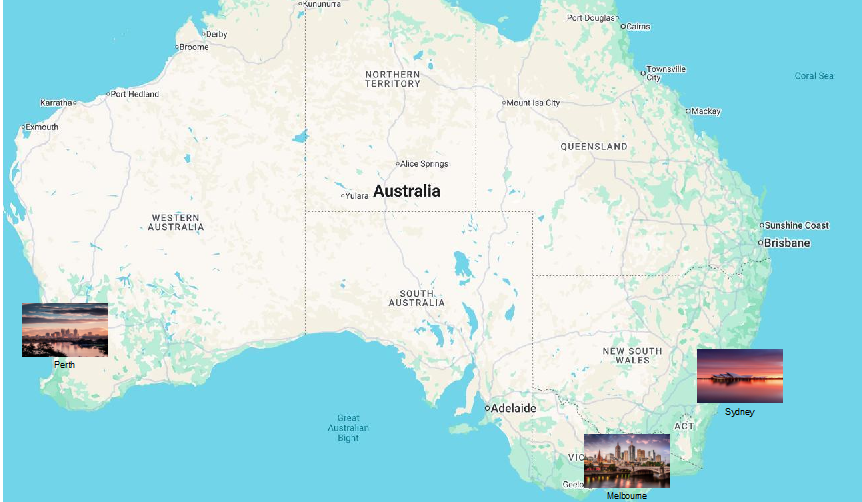 Kununurra
Port Douglas
Cairns
Derby
Broome
Townsville
City
NORTHERN
TERRITORY
Coral Sea
Port Hedland
Karratha
Mount Isa City
Mackay
Exmouth
QUEENSLAND
Alice Springs
Yulara
Australia
WESTERN
AUSTRALIA
Sunshine Coast
Brisbane
SOUTH
AUSTRALIA
NEW SOUTH
WALES
Perth
Adelaide
Sydney
Great
Australian
Bight
ACT
VIC
Geelo
Melbourne